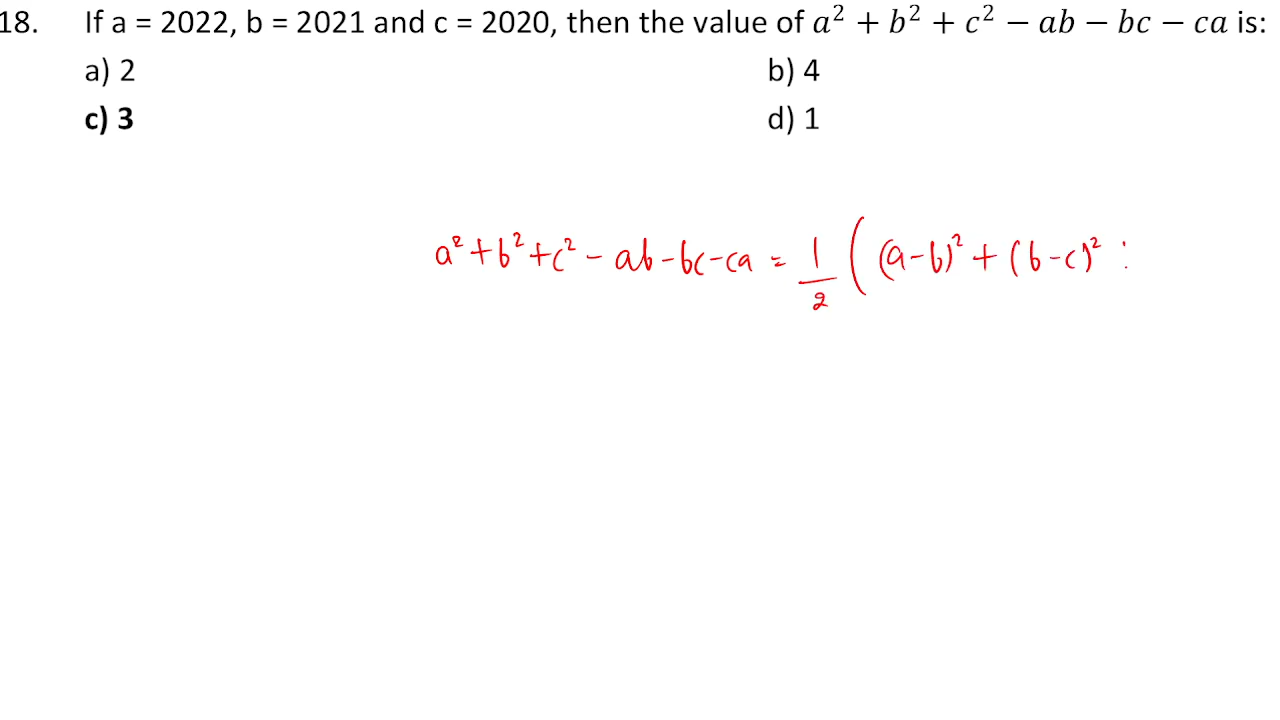 18. If a = 2022, b = 2021 and c = 2020, then the value of a² + b² + c² − ab − bc − ca is:
a) 2 b) 4
c) 3 d) 1
a² + b² + c² − ab − bc − ca = 1/2 ( (a − b)² + (b − c)²